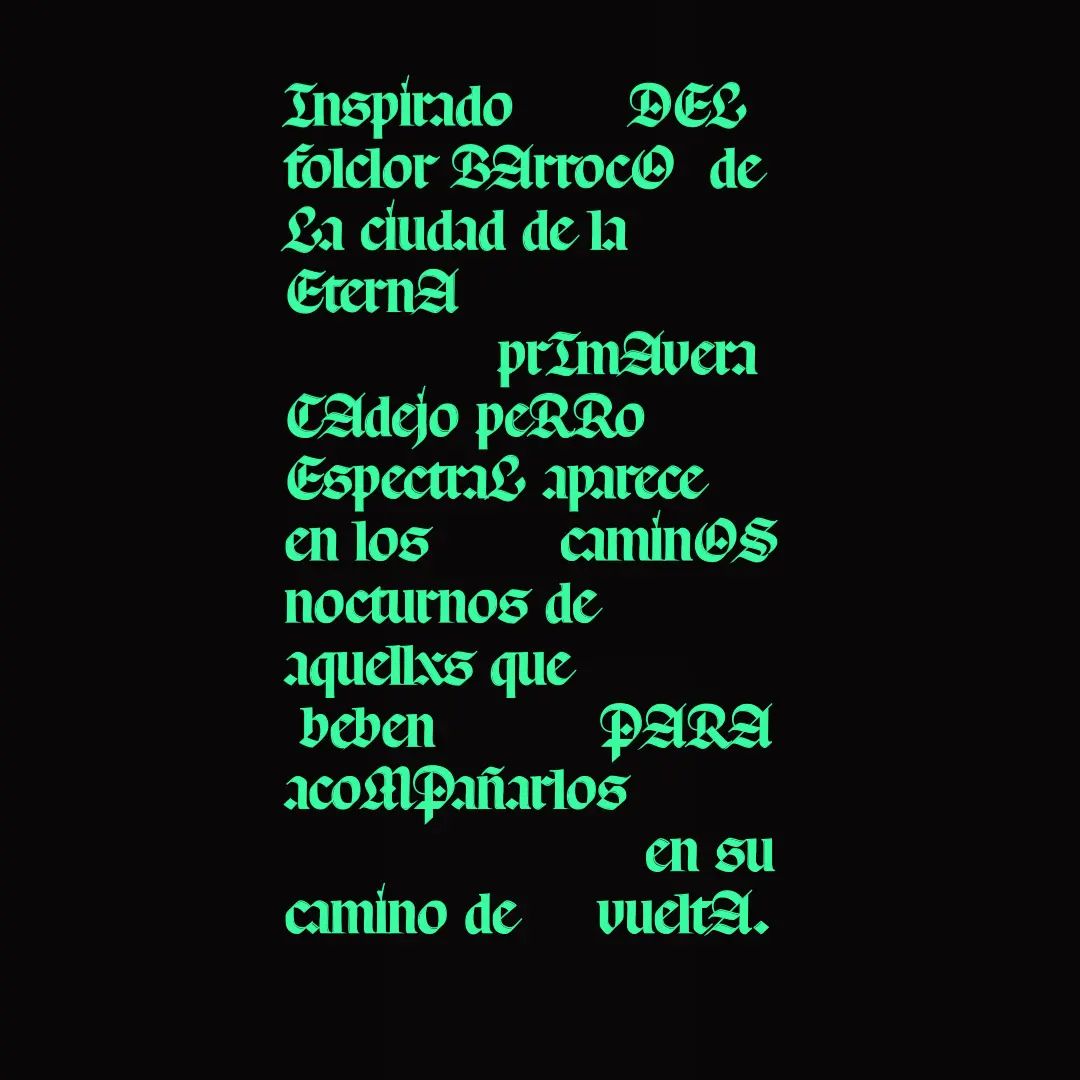 Inspirado DEL
folclor BArrocO de
La ciudad de la
EternA
prImAvera
CAdejo peRRo
EspectraL aparece
en los caminOS
nocturnos de
aquellxs que
beben PARA
acoMPañarlos
en su
camino de vueltA.